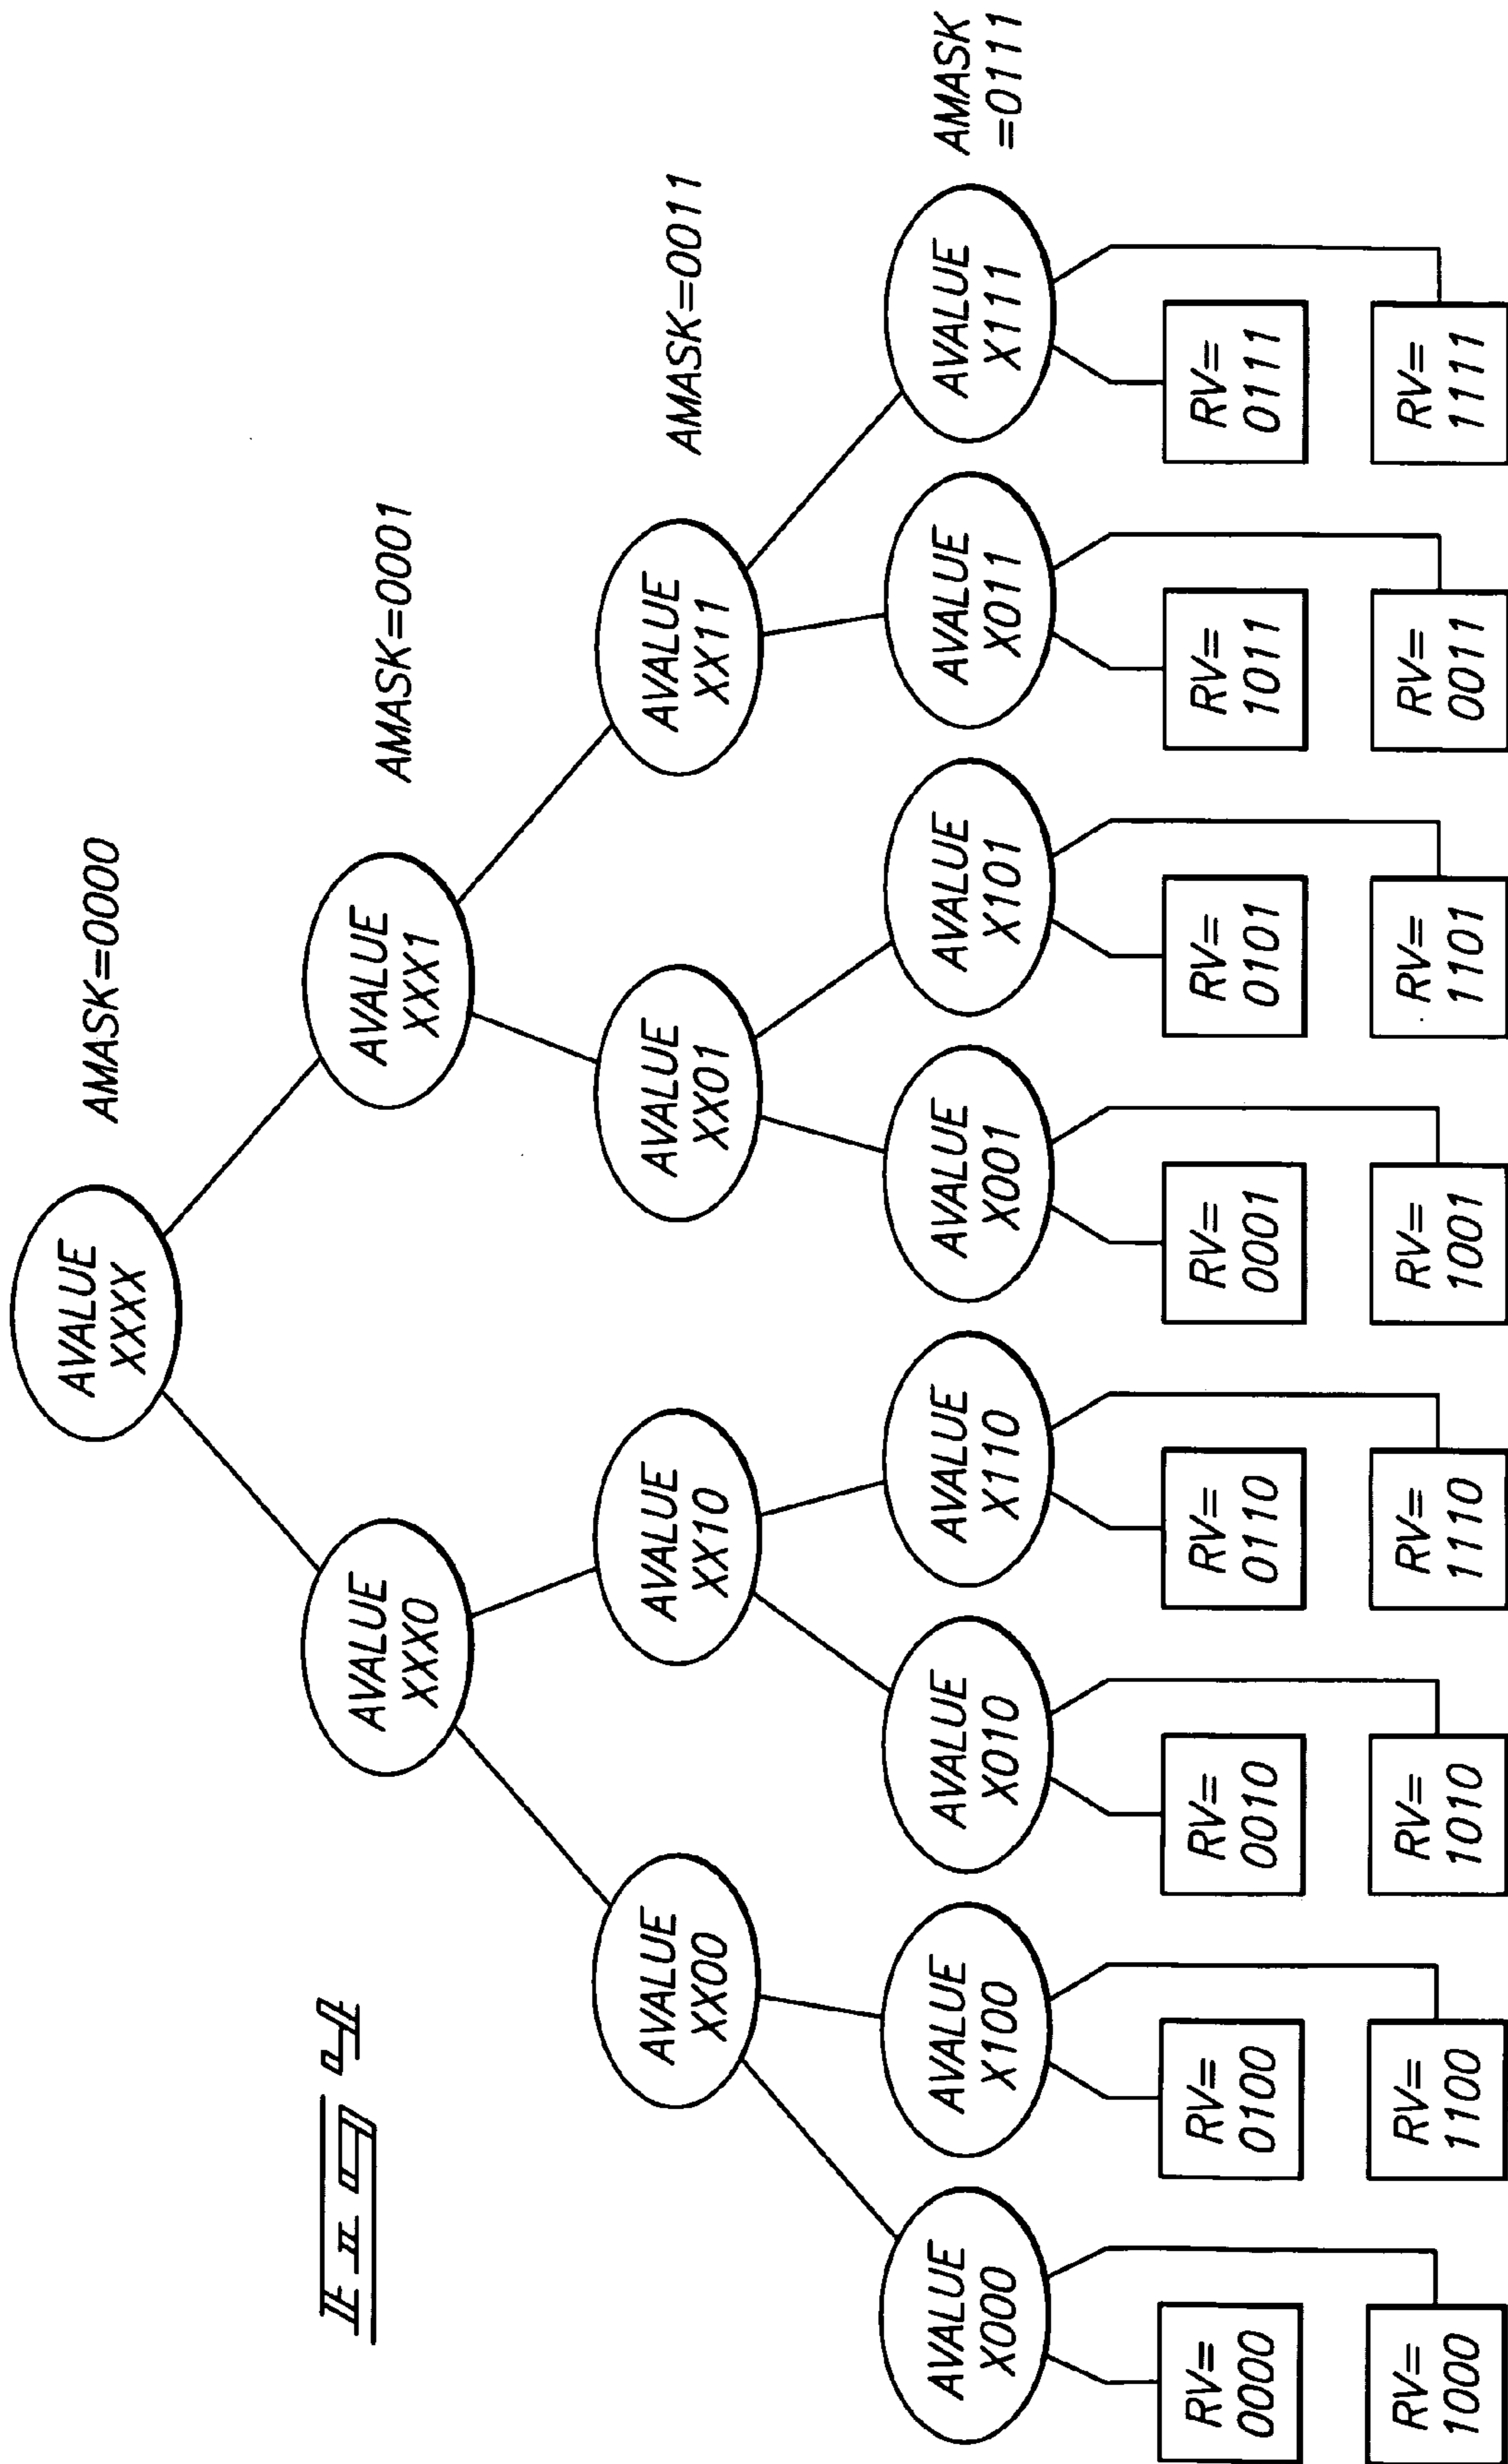 FIG 4
AVALUE
XXXX
AMASK=0000
AVALUE
XXX0
AVALUE
XXX1
AMASK=0001
AVALUE
XX00
AVALUE
XX10
AVALUE
XX01
AVALUE
XX11
AMASK=0011
AVALUE
X000
AVALUE
X100
AVALUE
X010
AVALUE
X110
AVALUE
X001
AVALUE
X101
AVALUE
X011
AVALUE
X111
AMASK
=0111
RV=
0000
RV=
0100
RV=
0010
RV=
0110
RV=
0001
RV=
0101
RV=
1011
RV=
0111
RV=
1000
RV=
1100
RV=
1010
RV=
1110
RV=
1001
RV=
1101
RV=
0011
RV=
1111